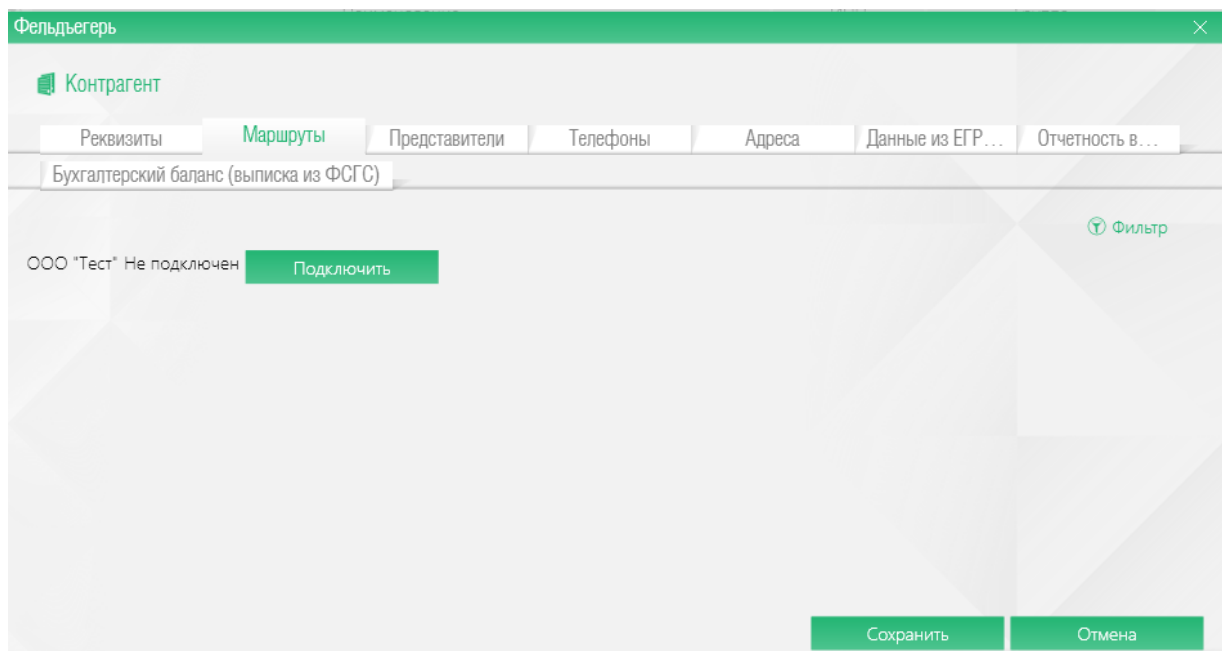 Фельдъегерь
Контрагент
Реквизиты Маршруты Представители Телефоны Адреса Данные из ЕГР... Отчетность в...
Бухгалтерский баланс (выписка из ФСГС)
Фильтр
ООО "Тест" Не подключен Подключить
Сохранить Отмена